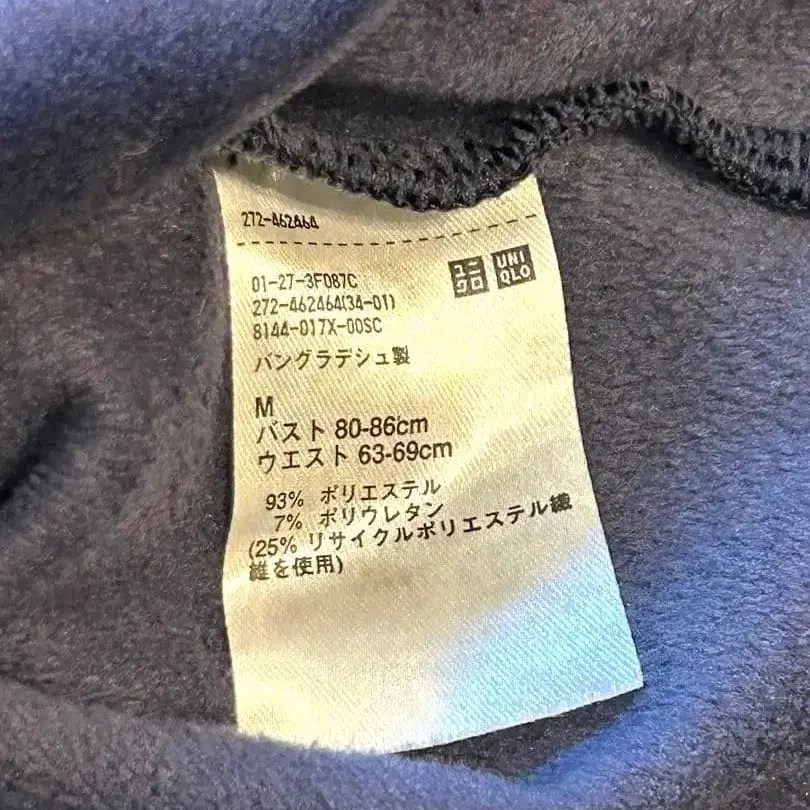 272-462464
ユニ
クロ
UNI
QLO
01-27-3F087C
272-462464(34-01)
8144-017X-00SC
バングラデシュ製
M
バスト 80-86cm
ウエスト 63-69cm
93% ポリエステル
7% ポリウレタン
(25% リサイクルポリエステル繊
維を使用)